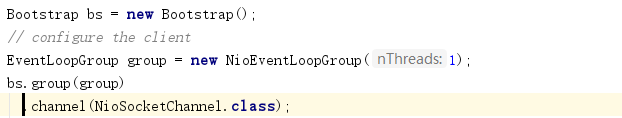 Bootstrap bs = new Bootstrap();
// configure the client
EventLoopGroup group = new NioEventLoopGroup( nThreads: 1);
bs.group(group)
.channel(NioSocketChannel.class);